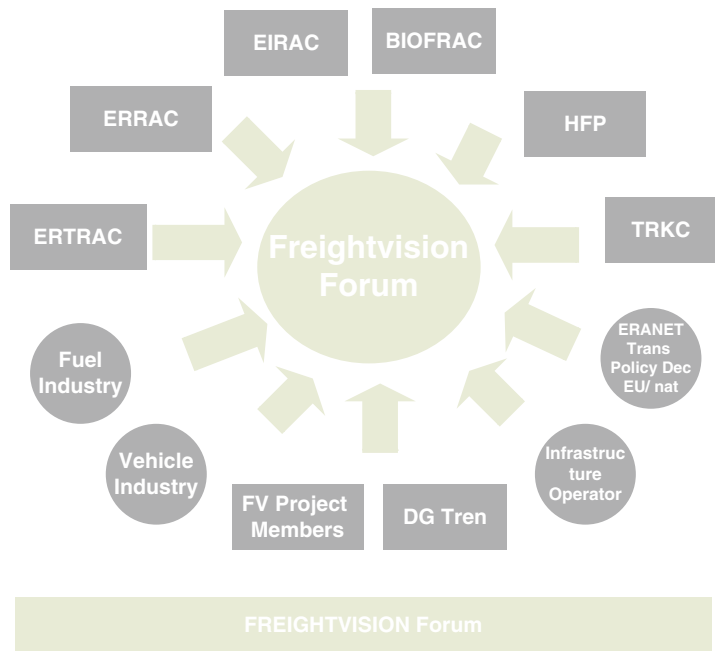 EIRAC
BIOFRAC
ERRAC
HFP
ERTRAC
TRKC
Freightvision
Forum
Fuel
Industry
ERANET
Trans
Policy Dec
EU/ nat
Vehicle
Industry
Infrastruc
ture
Operator
FV Project
Members
DG Tren
FREIGHTVISION Forum